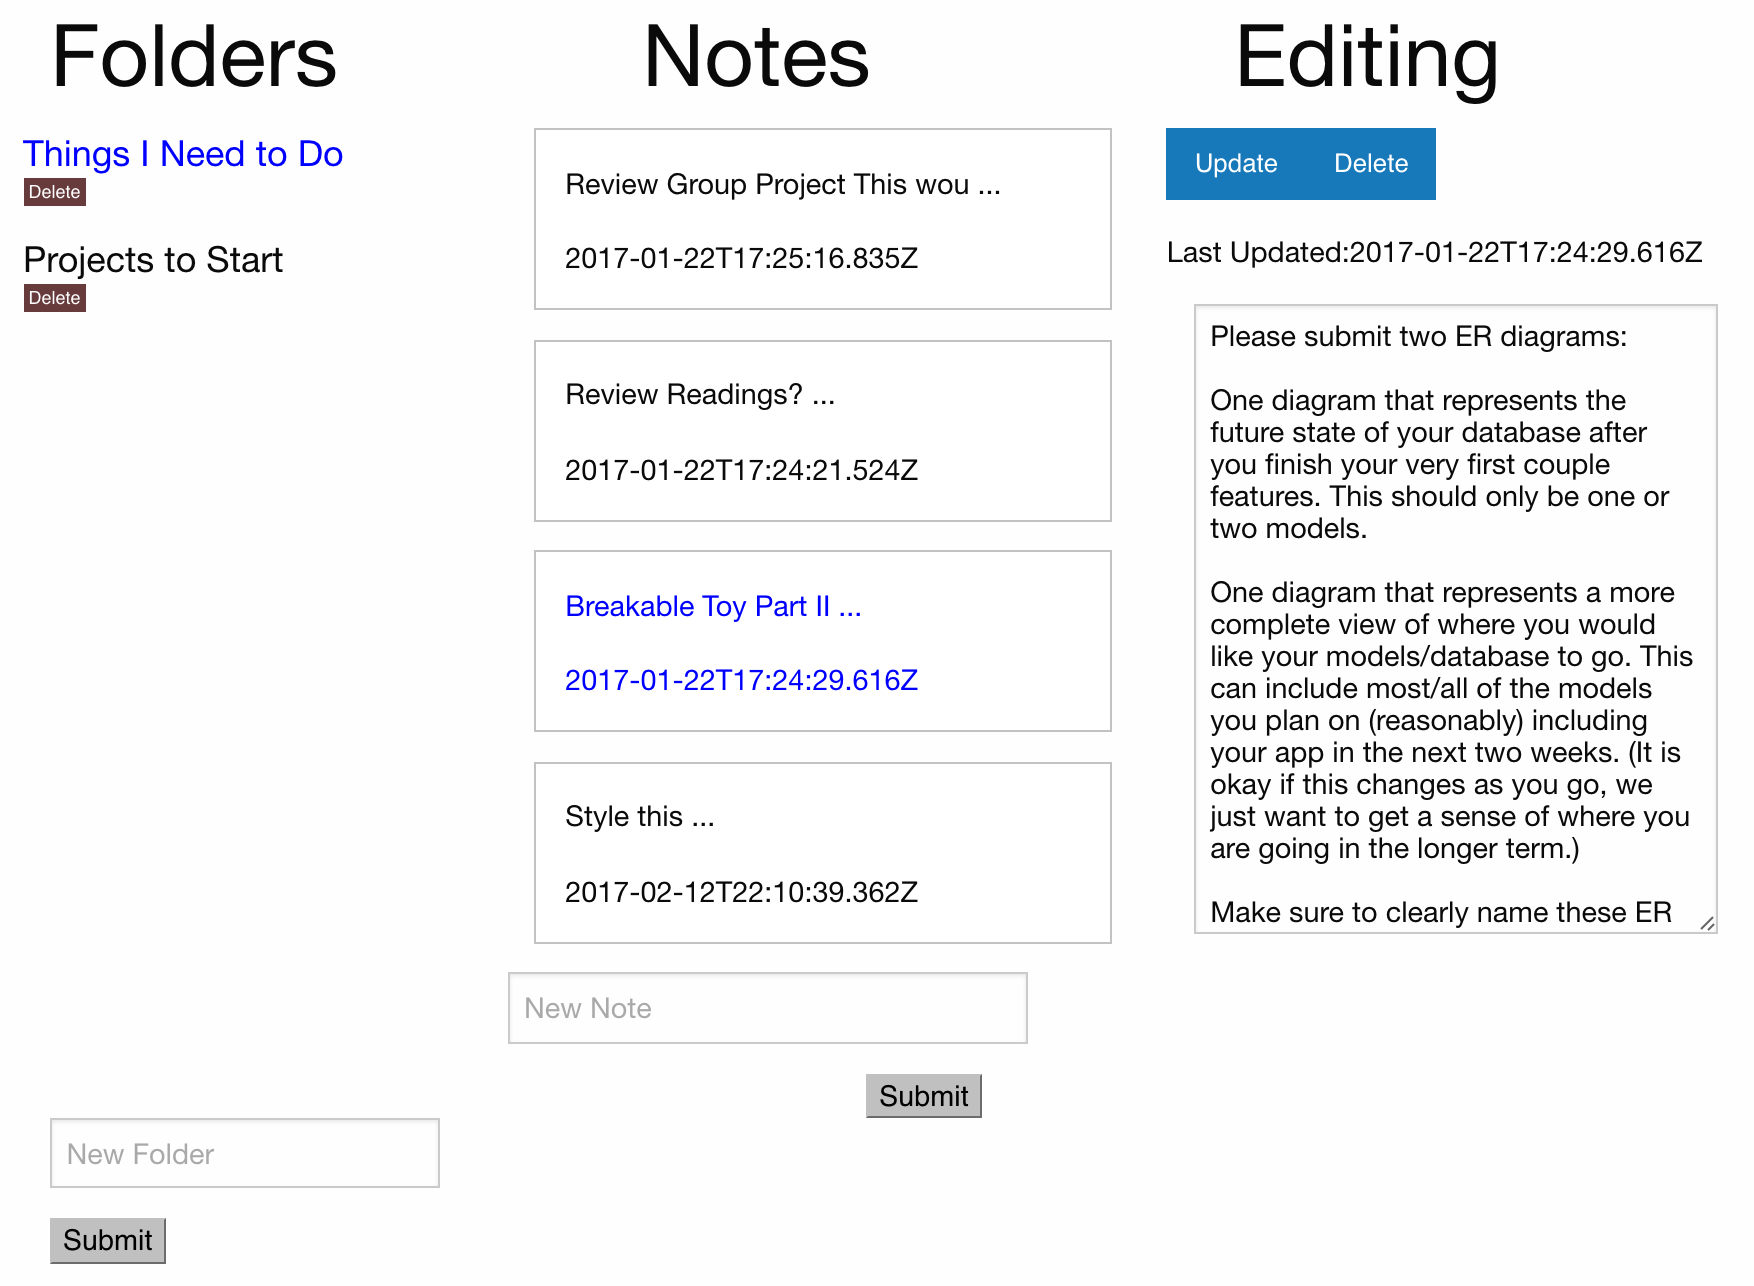 Folders
Things I Need to Do
Delete
Projects to Start
Delete
New Folder
Submit
Notes
Review Group Project This wou ...
2017-01-22T17:25:16.835Z
Review Readings? ...
2017-01-22T17:24:21.524Z
Breakable Toy Part II ...
2017-01-22T17:24:29.616Z
Style this ...
2017-02-12T22:10:39.362Z
New Note
Submit
Editing
Update Delete
Last Updated:2017-01-22T17:24:29.616Z
Please submit two ER diagrams:
One diagram that represents the
future state of your database after
you finish your very first couple
features. This should only be one or
two models.
One diagram that represents a more
complete view of where you would
like your models/database to go. This
can include most/all of the models
you plan on (reasonably) including
your app in the next two weeks. (It is
okay if this changes as you go, we
just want to get a sense of where you
are going in the longer term.)
Make sure to clearly name these ER